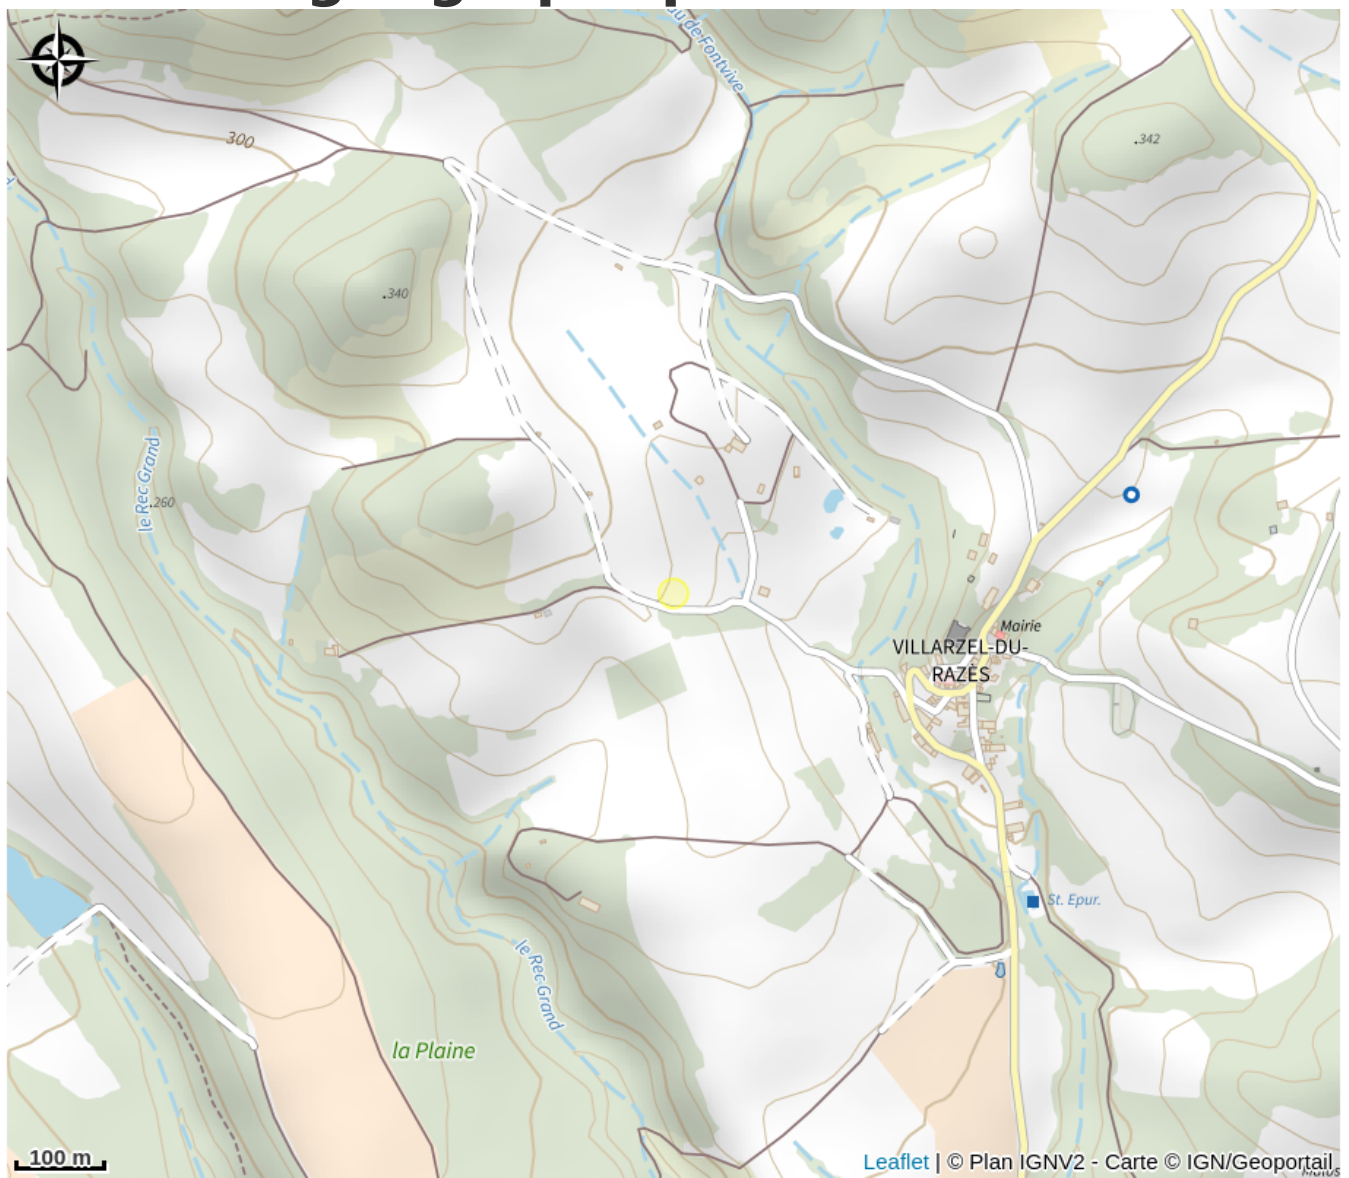 de Fontvive
300
.342
.340
le Rec Grand
.260
Mairie
VILLARZEL-DU-
RAZÈS
St. Epur.
le Rec Grand
la Plaine
100 m
Leaflet | © Plan IGNV2 - Carte © IGN/Geoportail